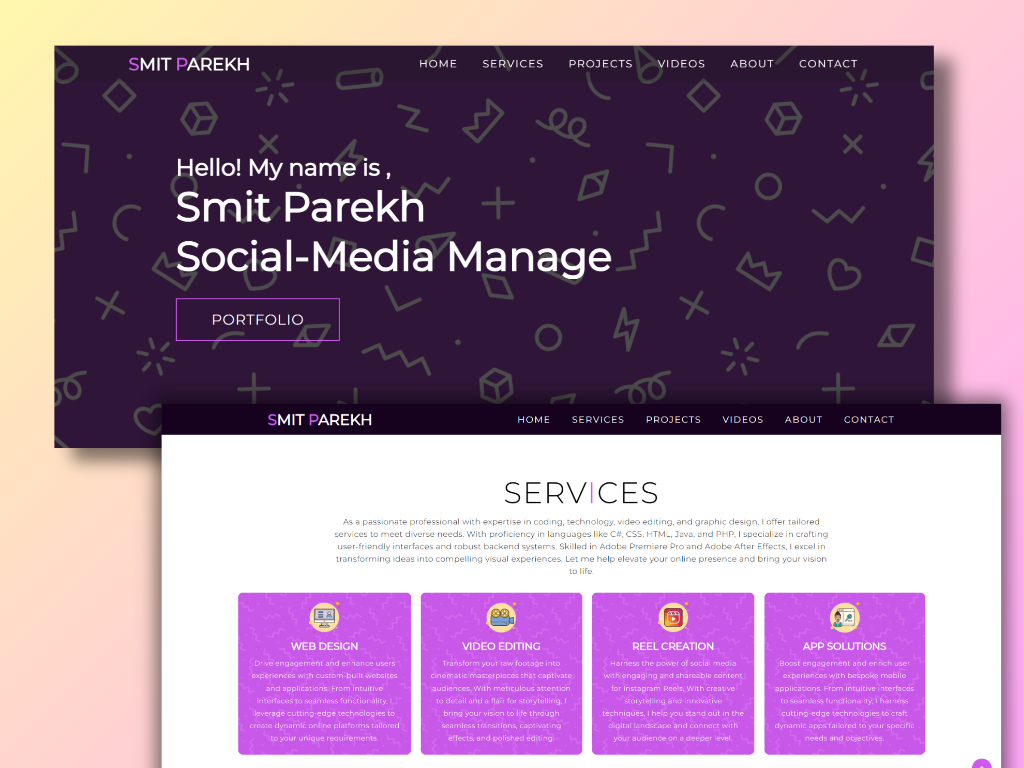 SMIT PAREKH
HOME SERVICES PROJECTS VIDEOS ABOUT CONTACT
Hello! My name is ,
Smit Parekh
Social-Media Manage
PORTFOLIO
SMIT PAREKH
HOME SERVICES PROJECTS VIDEOS ABOUT CONTACT
SERVICES
As a passionate professional with expertise in coding, technology, video editing, and graphic design, I offer tailored
services to meet diverse needs. With proficiency in languages like C#, CSS, HTML, Java, and PHP, I specialize in crafting
user-friendly interfaces and robust backend systems. Skilled in Adobe Premiere Pro and Adobe After Effects, I excel in
transforming ideas into compelling visual experiences. Let me help elevate your online presence and bring your vision
to life.
WEB DESIGN
Drive engagement and enhance users
experiences with custom-built websites
and applications. From intuitive
interfaces to seamless functionality, I
leverage cutting-edge technologies to
create dynamic online platforms tailored
to your unique requirements.
VIDEO EDITING
Transform your raw footage into
cinematic masterpieces that captivate
audiences. With meticulous attention
to detail and a flair for storytelling, I
bring your vision to life through
seamless transitions, captivating
effects, and polished editing.
REEL CREATION
Harness the power of social media
with engaging and shareable content
for Instagram Reels. With creative
storytelling and innovative
techniques, I help you stand out in the
digital landscape and connect with
your audience on a deeper level.
APP SOLUTIONS
Boost engagement and enrich user
experiences with bespoke mobile
applications. From intuitive interfaces
to seamless functionality, I harness
cutting-edge technologies to craft
dynamic apps tailored to your specific
needs and objectives.